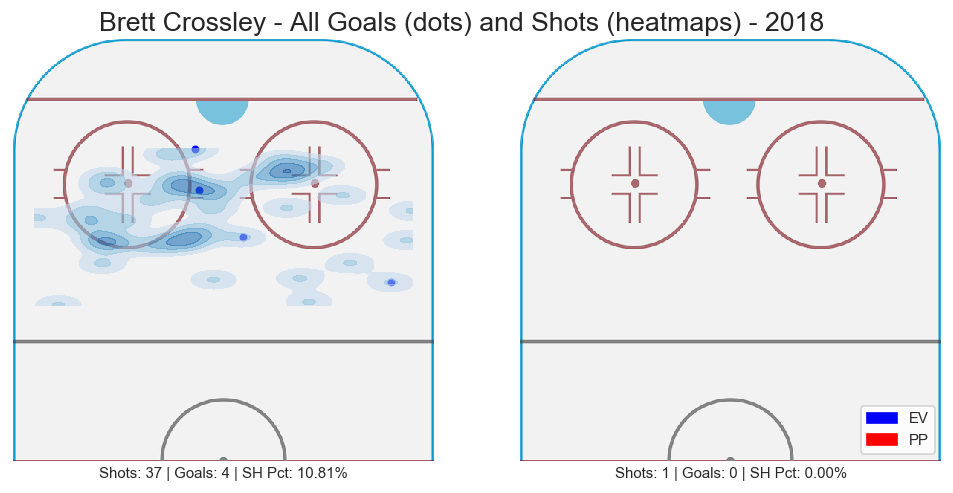 Brett Crossley - All Goals (dots) and Shots (heatmaps) - 2018
EV
PP
Shots: 37 | Goals: 4 | SH Pct: 10.81%
Shots: 1 | Goals: 0 | SH Pct: 0.00%